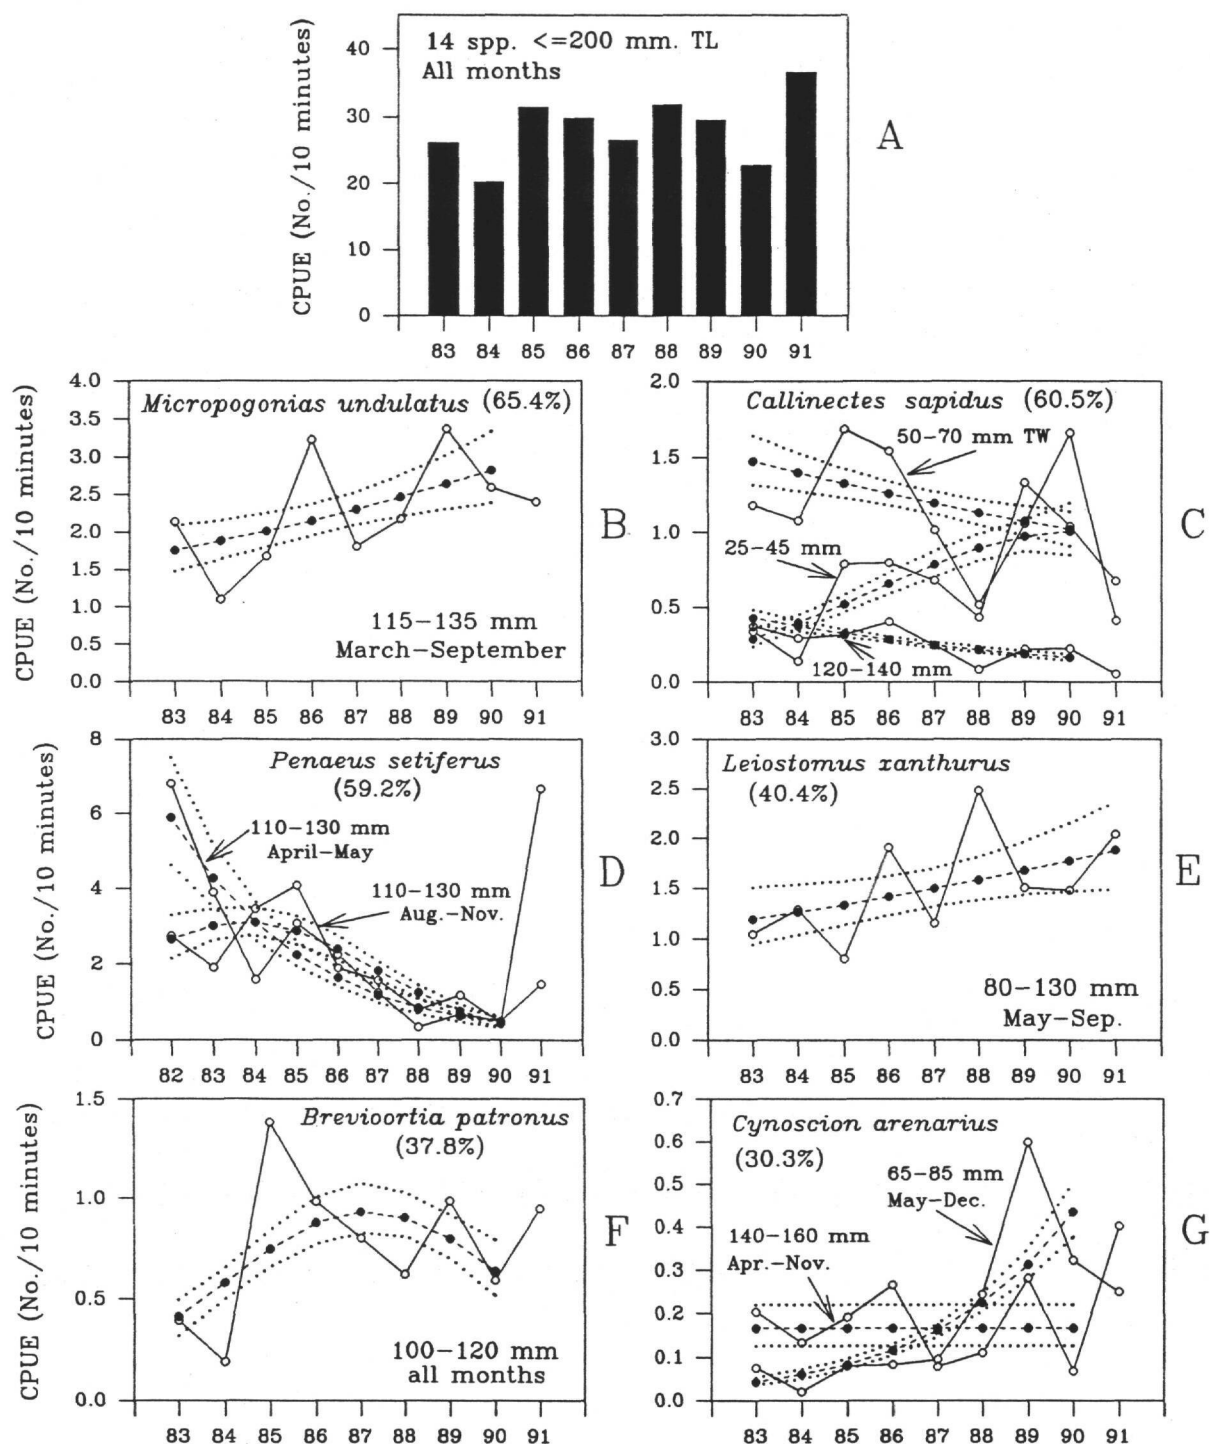 CPUE (No./10 minutes)
40
30
20
10
0
14 spp. <=200 mm. TL
All months
83 84 85 86 87 88 89 90 91
A
CPUE (No./10 minutes)
4.0
3.5
3.0
2.5
2.0
1.5
1.0
0.5
0.0
Micropogonias undulatus (65.4%)
115-135 mm
March-September
83 84 85 86 87 88 89 90 91
B
2.0
1.5
1.0
0.5
0.0
Callinectes sapidus (60.5%)
50-70 mm TW
25-45 mm
120-140 mm
83 84 85 86 87 88 89 90 91
C
CPUE (No./10 minutes)
8
6
4
2
0
Penaeus setiferus
(59.2%)
110-130 mm
April-May
110-130 mm
Aug.-Nov.
82 83 84 85 86 87 88 89 90 91
D
3.0
2.5
2.0
1.5
1.0
0.5
0.0
Leiostomus xanthurus
(40.4%)
80-130 mm
May-Sep.
83 84 85 86 87 88 89 90 91
E
CPUE (No./10 minutes)
1.5
1.0
0.5
0.0
Brevioortia patronus
(37.8%)
100-120 mm
all months
83 84 85 86 87 88 89 90 91
F
0.7
0.6
0.5
0.4
0.3
0.2
0.1
0.0
Cynoscion arenarius
(30.3%)
65-85 mm
May-Dec.
140-160 mm
Apr.-Nov.
83 84 85 86 87 88 89 90 91
G